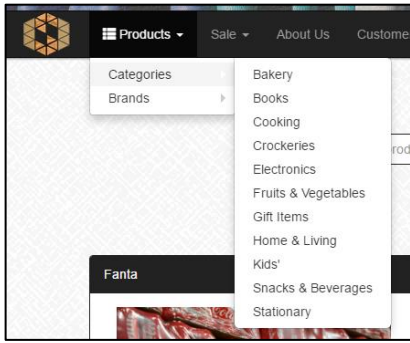 Products Sale About Us Custome
Categories
Brands
Bakery
Books
Cooking
Crockeries
Electronics
Fruits & Vegetables
Gift Items
Home & Living
Kids'
Snacks & Beverages
Stationary
rod
Fanta